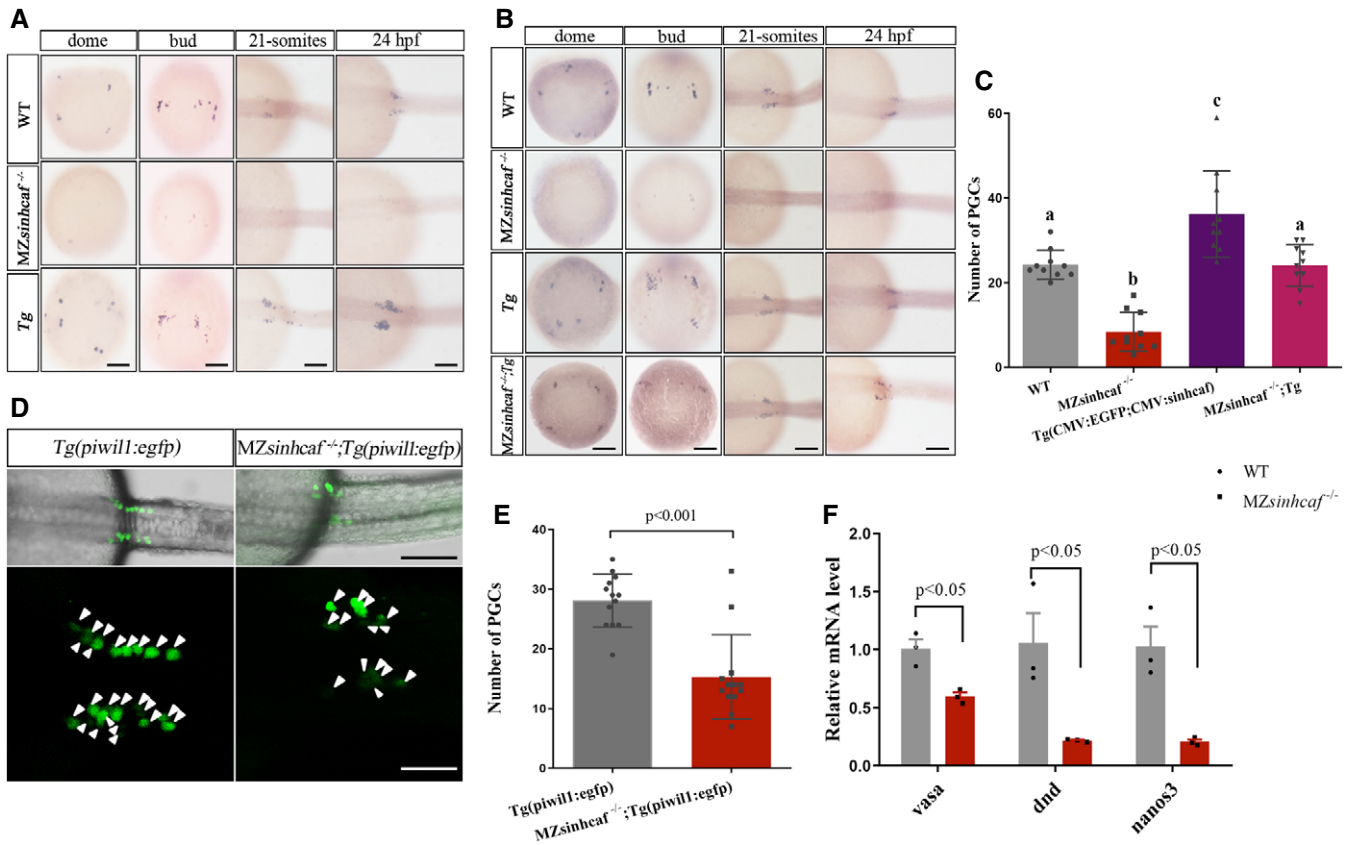 A
dome bud 21-somites 24 hpf
WT
MZsinhcaf -/-
Tg
B
dome bud 21-somites 24 hpf
WT
MZsinhcaf -/-
Tg
MZsinhcaf -/-;Tg
C
Number of PGCs
60
40
20
0
a
b
c
a
WT
MZsinhcaf -/-
Tg(CMV:EGFP;CMV:sinhcaf)
MZsinhcaf -/-;Tg
D
Tg(piwil1:egfp) MZsinhcaf -/-;Tg(piwil:egfp)
E
p<0.001
Number of PGCs
40
30
20
10
0
Tg(piwil1:egfp)
MZsinhcaf -/-;Tg(piwil1:egfp)
F
WT
MZsinhcaf -/-
Relative mRNA level
2.0
1.5
1.0
0.5
0.0
p<0.05
p<0.05
p<0.05
vasa
dnd
nanos3